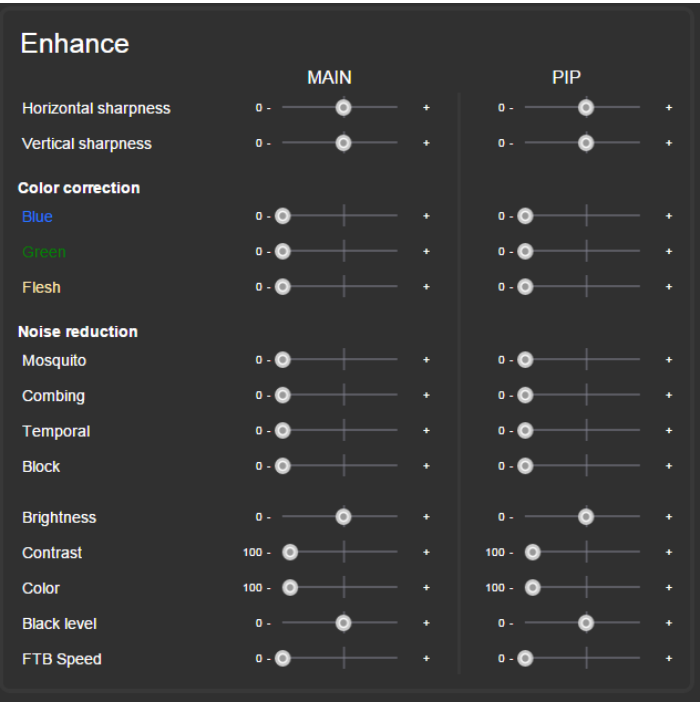 Enhance
MAIN PIP
Horizontal sharpness 0 - + 0 - +
Vertical sharpness 0 - + 0 - +
Color correction
Blue 0 - + 0 - +
Green 0 - + 0 - +
Flesh 0 - + 0 - +
Noise reduction
Mosquito 0 - + 0 - +
Combing 0 - + 0 - +
Temporal 0 - + 0 - +
Block 0 - + 0 - +
Brightness 0 - + 0 - +
Contrast 100 - + 100 - +
Color 100 - + 100 - +
Black level 0 - + 0 - +
FTB Speed 0 - + 0 - +